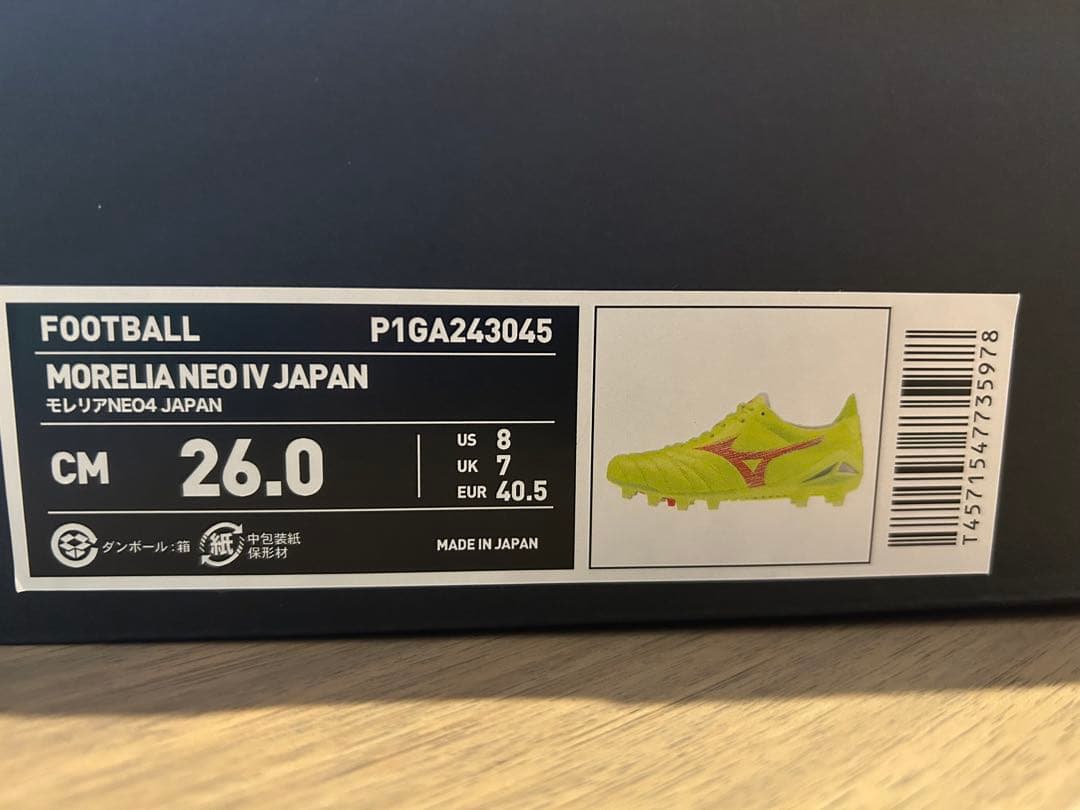 FOOTBALL P1GA243045
MORELIA NEO IV JAPAN
モレリアNEO4 JAPAN
CM 26.0
US 8
UK 7
EUR 40.5
ダンボール:箱
紙 中包装紙
保形材
MADE IN JAPAN
T4571547735978